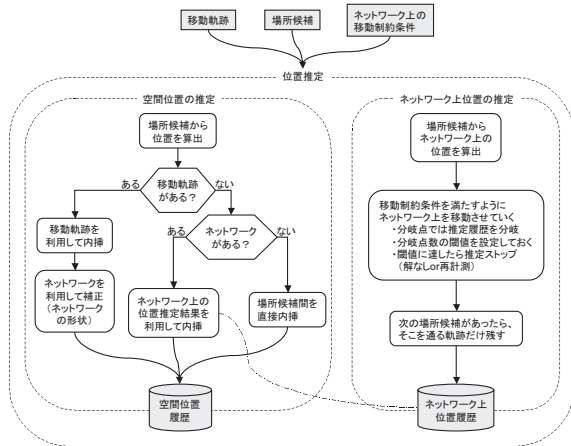 移動軌跡
場所候補
ネットワーク上の
移動制約条件
位置推定
空間位置の推定
場所候補から
位置を算出
ある
移動軌跡
がある？
ない
移動軌跡を
利用して内挿
ある
ネットワーク
がある？
ない
ネットワークを
利用して補正
（ネットワーク
の形状）
ネットワーク上の
位置推定結果を
利用して内挿
場所候補間を
直接内挿
空間位置
履歴
ネットワーク上位置の推定
場所候補から
ネットワーク上の
位置を算出
移動制約条件を満たすように
ネットワーク上を移動させていく
・分岐点では推定履歴を分岐
・分岐点数の閾値を設定しておく
・閾値に達したら推定ストップ
（解なしor再計測）
次の場所候補があったら、
そこを通る軌跡だけ残す
ネットワーク上
位置履歴